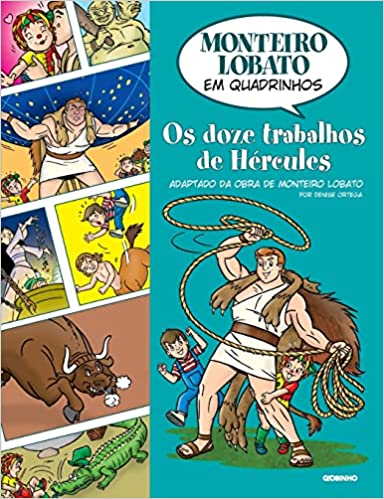 MONTEIRO
LOBATO
EM QUADRINHOS
Os doze trabalhos
de Hércules
ADAPTADO DA OBRA DE MONTEIRO LOBATO
POR DENISE ORTEGA
GLOBINHO